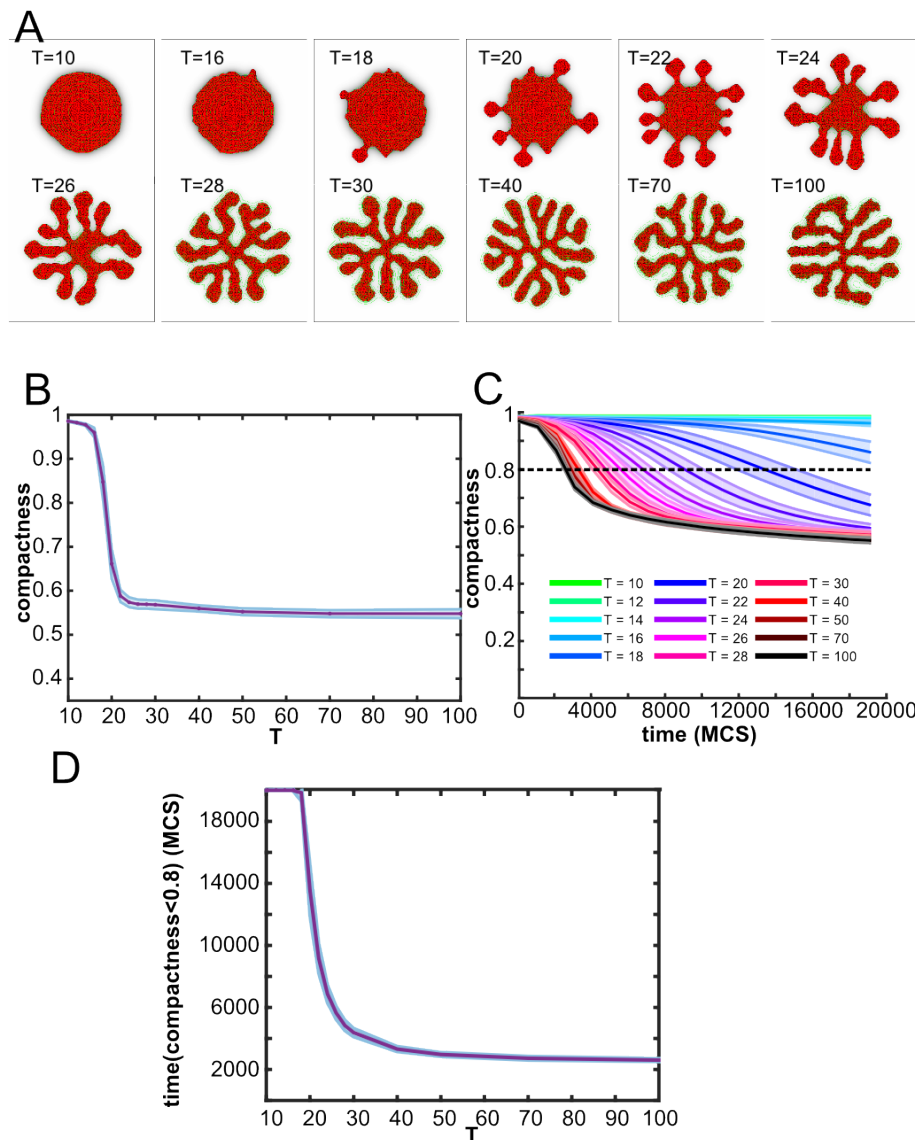 A
T=10 T=16 T=18 T=20 T=22 T=24
T=26 T=28 T=30 T=40 T=70 T=100
B
1
0.9
0.8
0.7
0.6
0.5
0.4
compactness
10 20 30 40 50 60 70 80 90 100
T
C
1
0.8
0.6
0.4
0.2
compactness
T = 10 T = 20 T = 30
T = 12 T = 22 T = 40
T = 14 T = 24 T = 50
T = 16 T = 26 T = 70
T = 18 T = 28 T = 100
0 4000 8000 12000 16000 20000
time (MCS)
D
18000
14000
10000
6000
2000
time(compactness<0.8) (MCS)
10 20 30 40 50 60 70 80 90 100
T